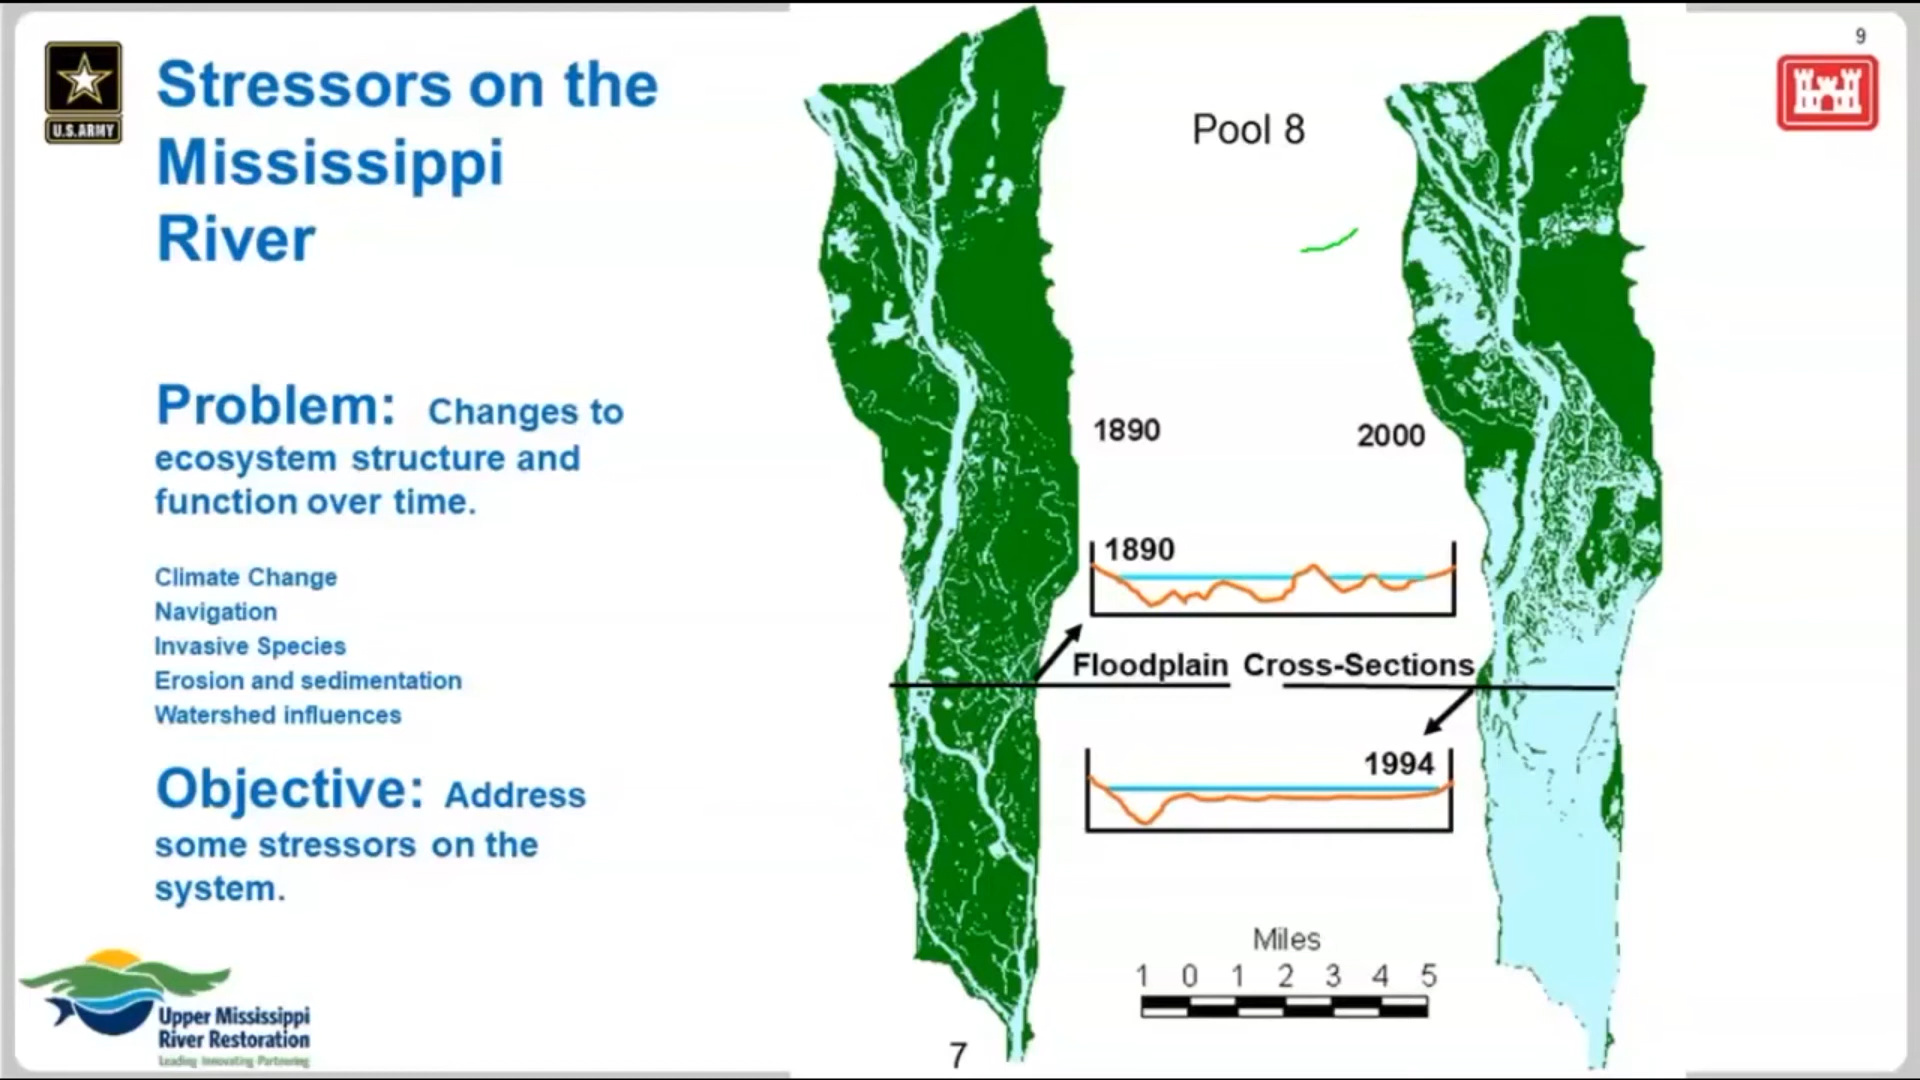 9
U.S.ARMY
Stressors on the
Mississippi
River
Problem: Changes to
ecosystem structure and
function over time.
Climate Change
Navigation
Invasive Species
Erosion and sedimentation
Watershed influences
Objective: Address
some stressors on the
system.
Upper Mississippi
River Restoration
Leading Innovating Partnering
Pool 8
1890
2000
1890
Floodplain Cross-Sections
1994
Miles
1 0 1 2 3 4 5
7